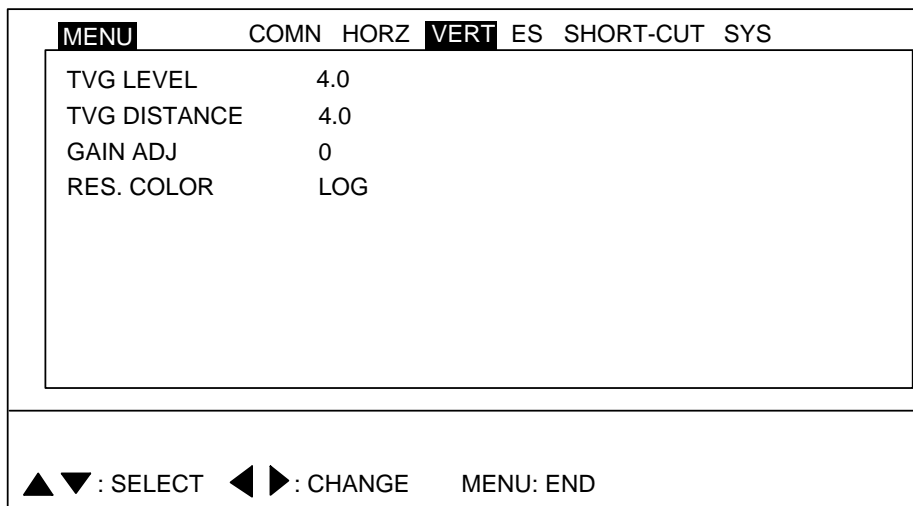 MENU COMN HORZ VERT ES SHORT-CUT SYS
TVG LEVEL 4.0
TVG DISTANCE 4.0
GAIN ADJ 0
RES. COLOR LOG
▲ ▼ : SELECT ◀ ▶ : CHANGE MENU: END